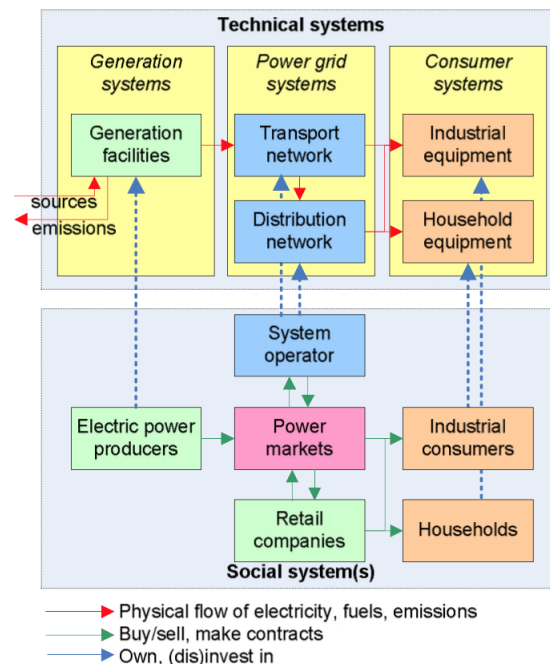 Technical systems
Generation
systems
Power grid
systems
Consumer
systems
Generation
facilities
Transport
network
Industrial
equipment
sources
emissions
Distribution
network
Household
equipment
System
operator
Electric power
producers
Power
markets
Industrial
consumers
Retail
companies
Households
Social system(s)
Physical flow of electricity, fuels, emissions
Buy/sell, make contracts
Own, (dis)invest in